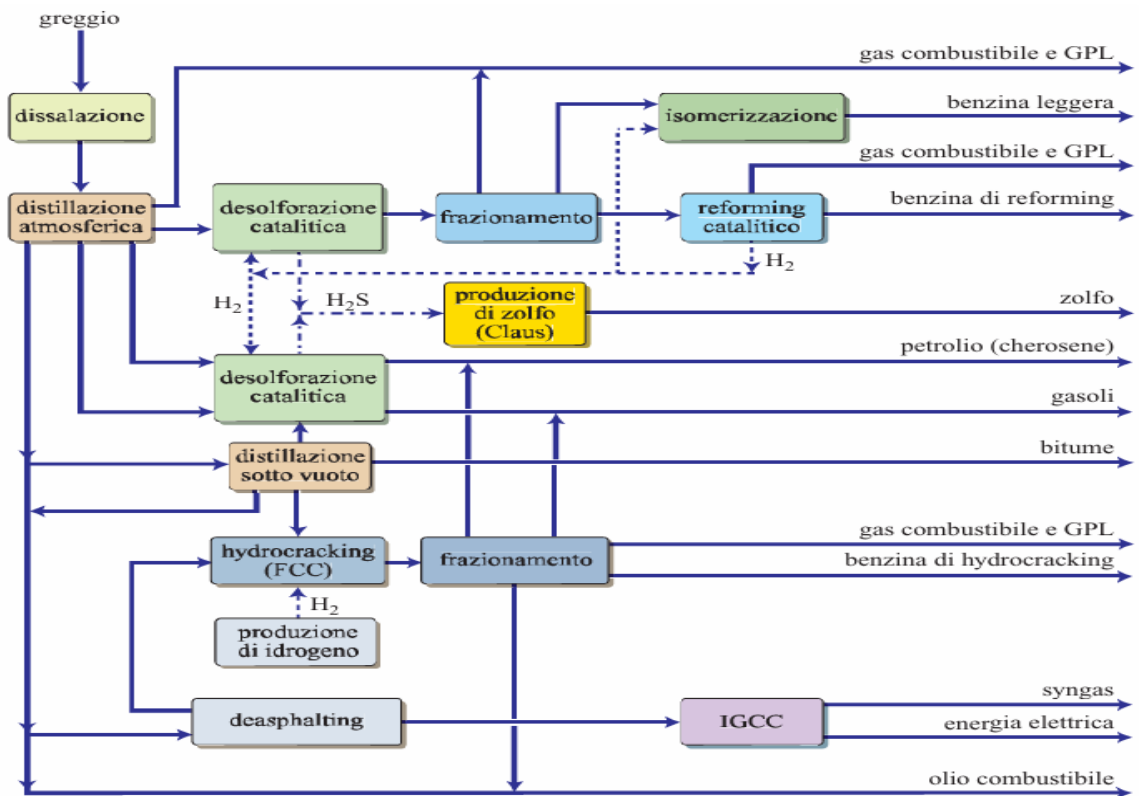 greggio
gas combustibile e GPL
dissalazione
isomerizzazione
benzina leggera
gas combustibile e GPL
distillazione
atmosferica
desolforazione
catalitica
frazionamento
reforming
catalitico
benzina di reforming
H2
H2
H2S
produzione
di zolfo
(Claus)
zolfo
petrolio (cherosene)
desolforazione
catalitica
gasoli
distillazione
sotto vuoto
bitume
gas combustibile e GPL
hydrocracking
(FCC)
frazionamento
benzina di hydrocracking
H2
produzione
di idrogeno
syngas
deasphalting
IGCC
energia elettrica
olio combustibile